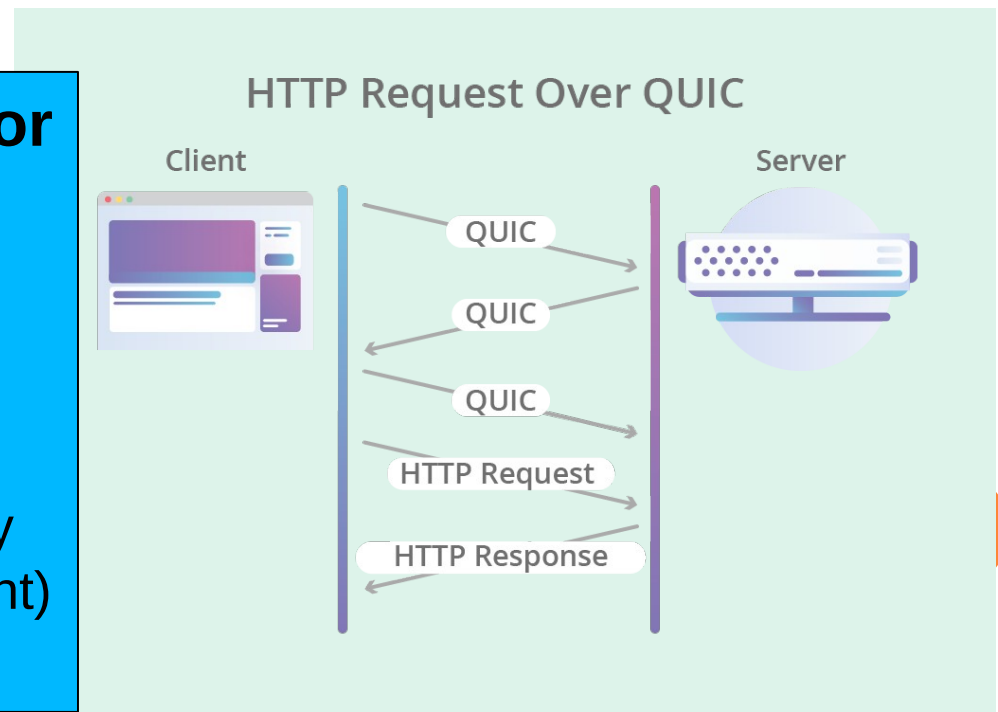 HTTP Request Over QUIC
or
Client
Server
QUIC
QUIC
QUIC
HTTP Request
y
nt)
HTTP Response